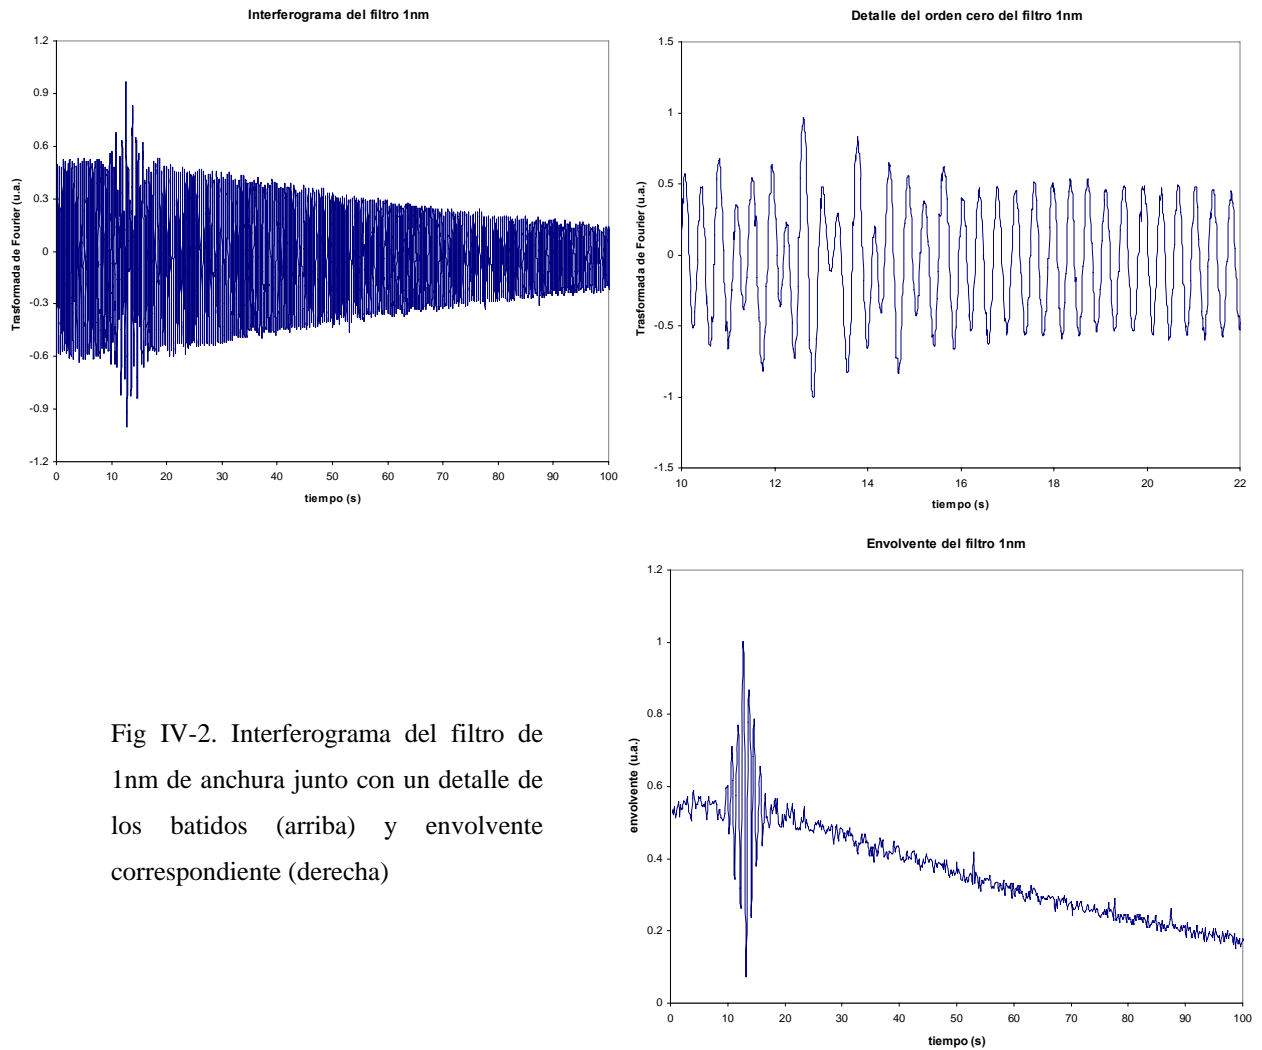 Interferograma del filtro 1nm
1.2
0.9
0.6
0.3
0
-0.3
-0.6
-0.9
-1.2
Trasformada de Fourier (u.a.)
0 10 20 30 40 50 60 70 80 90 100
tiempo (s)
Detalle del orden cero del filtro 1nm
1.5
1
0.5
0
-0.5
-1
-1.5
Trasformada de Fourier (u.a.)
10 12 14 16 18 20 22
tiempo (s)
Fig IV-2. Interferograma del filtro de
1nm de anchura junto con un detalle de
los batidos (arriba) y envolvente
correspondiente (derecha)
Envolvente del filtro 1nm
1.2
1
0.8
0.6
0.4
0.2
0
envolvente (u.a.)
0 10 20 30 40 50 60 70 80 90 100
tiempo (s)